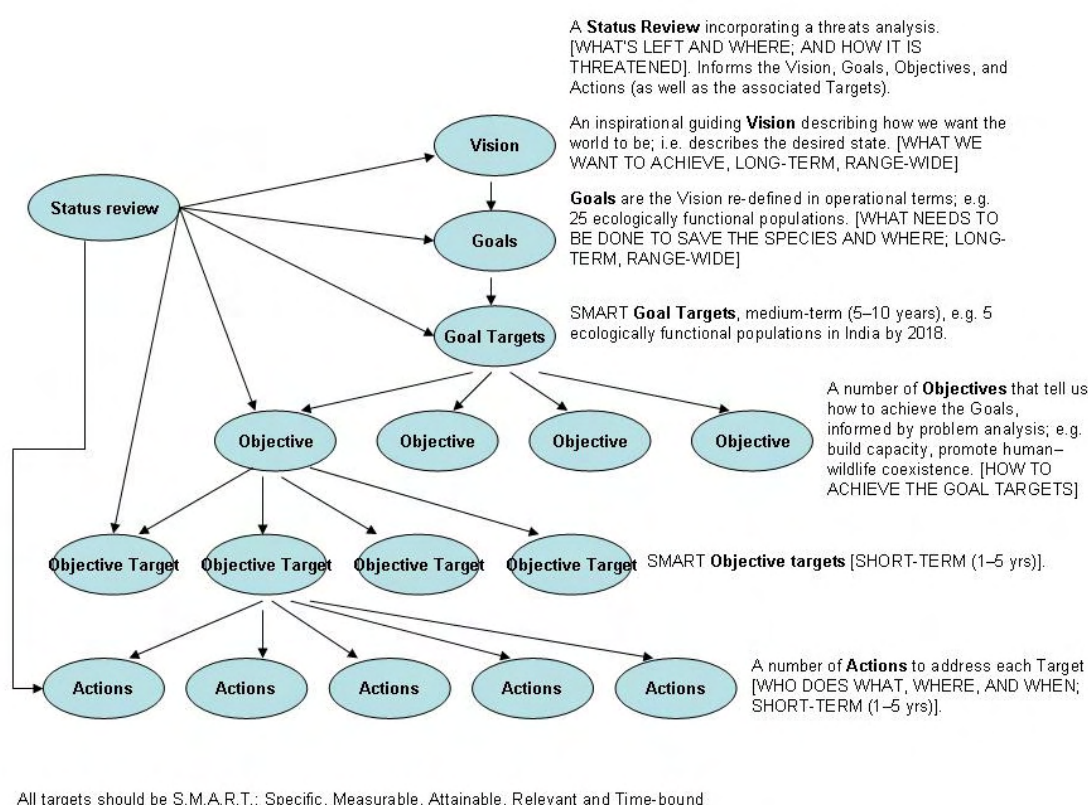 A Status Review incorporating a threats analysis.
[WHAT'S LEFT AND WHERE; AND HOW IT IS
THREATENED]. Informs the Vision, Goals, Objectives, and
Actions (as well as the associated Targets).
Vision
An inspirational guiding Vision describing how we want the
world to be; i.e. describes the desired state. [WHAT WE
WANT TO ACHIEVE, LONG-TERM, RANGE-WIDE]
Status review
Goals
Goals are the Vision re-defined in operational terms; e.g.
25 ecologically functional populations. [WHAT NEEDS TO
BE DONE TO SAVE THE SPECIES AND WHERE; LONG-
TERM, RANGE-WIDE]
Goal Targets
SMART Goal Targets, medium-term (5–10 years), e.g. 5
ecologically functional populations in India by 2018.
Objective
Objective
Objective
Objective
A number of Objectives that tell us
how to achieve the Goals,
informed by problem analysis; e.g.
build capacity, promote human–
wildlife coexistence. [HOW TO
ACHIEVE THE GOAL TARGETS]
Objective Target
Objective Target
Objective Target
Objective Target
SMART Objective targets [SHORT-TERM (1–5 yrs)].
Actions
Actions
Actions
Actions
Actions
A number of Actions to address each Target
[WHO DOES WHAT, WHERE, AND WHEN;
SHORT-TERM (1–5 yrs)].
All targets should be S.M.A.R.T.: Specific, Measurable, Attainable, Relevant and Time-bound